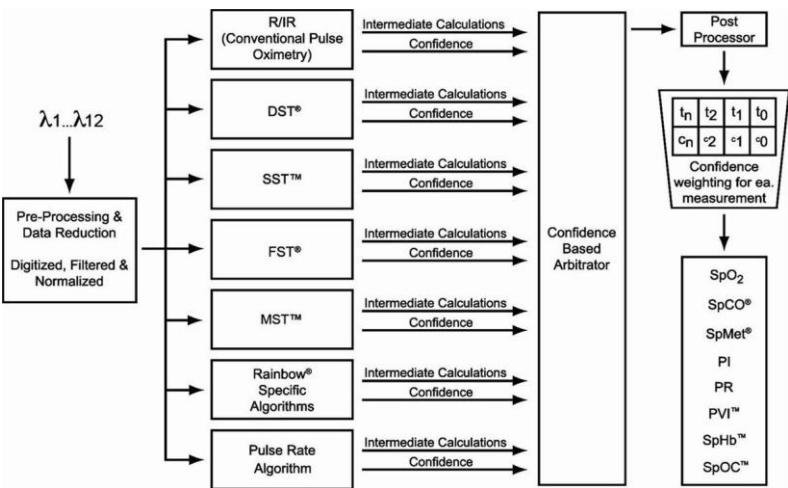 λ1...λ12
Pre-Processing &
Data Reduction
Digitized, Filtered &
Normalized
R/IR
(Conventional Pulse
Oximetry)
Intermediate Calculations
Confidence
DST®
Intermediate Calculations
Confidence
SST™
Intermediate Calculations
Confidence
FST®
Intermediate Calculations
Confidence
MST™
Intermediate Calculations
Confidence
Rainbow®
Specific
Algorithms
Intermediate Calculations
Confidence
Pulse Rate
Algorithm
Intermediate Calculations
Confidence
Confidence
Based
Arbitrator
Post
Processor
tn t2 t1 t0
cn c2 c1 c0
Confidence
weighting for ea.
measurement
SpO2
SpCO®
SpMet®
PI
PR
PVI™
SpHb™
SpOC™